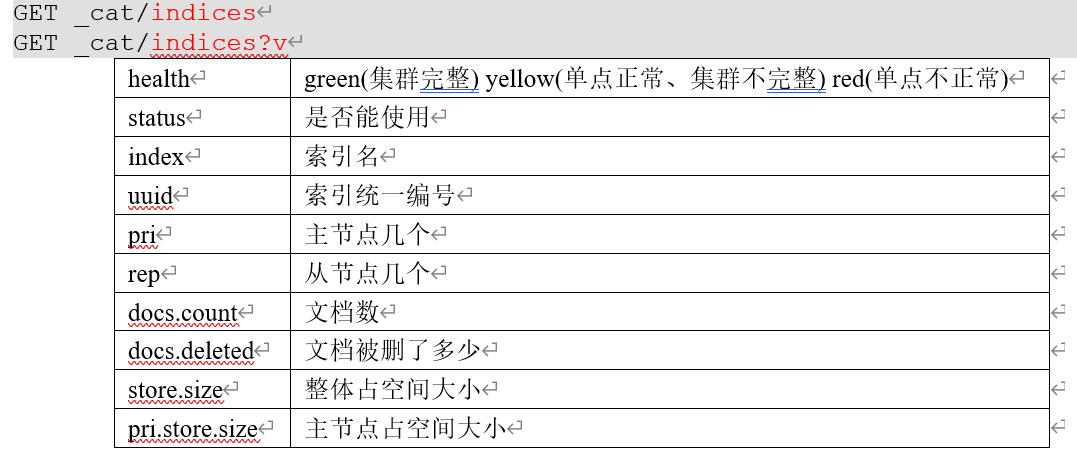 GET _cat/indices
GET _cat/indices?v
health green(集群完整) yellow(单点正常、集群不完整) red(单点不正常)
status 是否能使用
index 索引名
uuid 索引统一编号
pri 主节点几个
rep 从节点几个
docs.count 文档数
docs.deleted 文档被删了多少
store.size 整体占空间大小
pri.store.size 主节点占空间大小